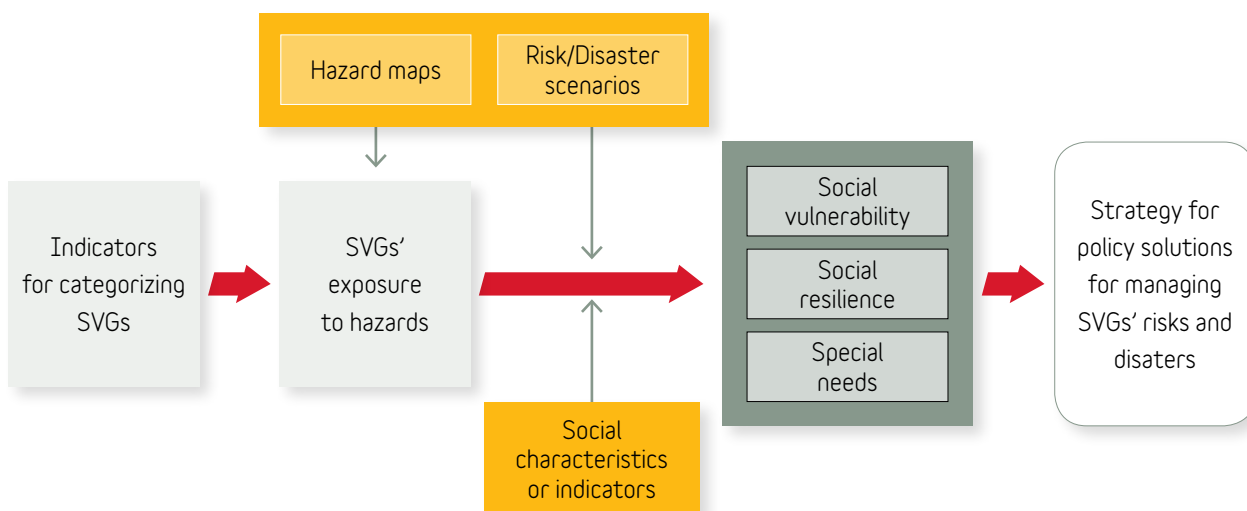 Hazard maps
Risk/Disaster
scenarios
Indicators
for categorizing
SVGs
SVGs’
exposure
to hazards
Social
characteristics
or indicators
Social
vulnerability
Social
resilience
Special
needs
Strategy for
policy solutions
for managing
SVGs’ risks and
disaters